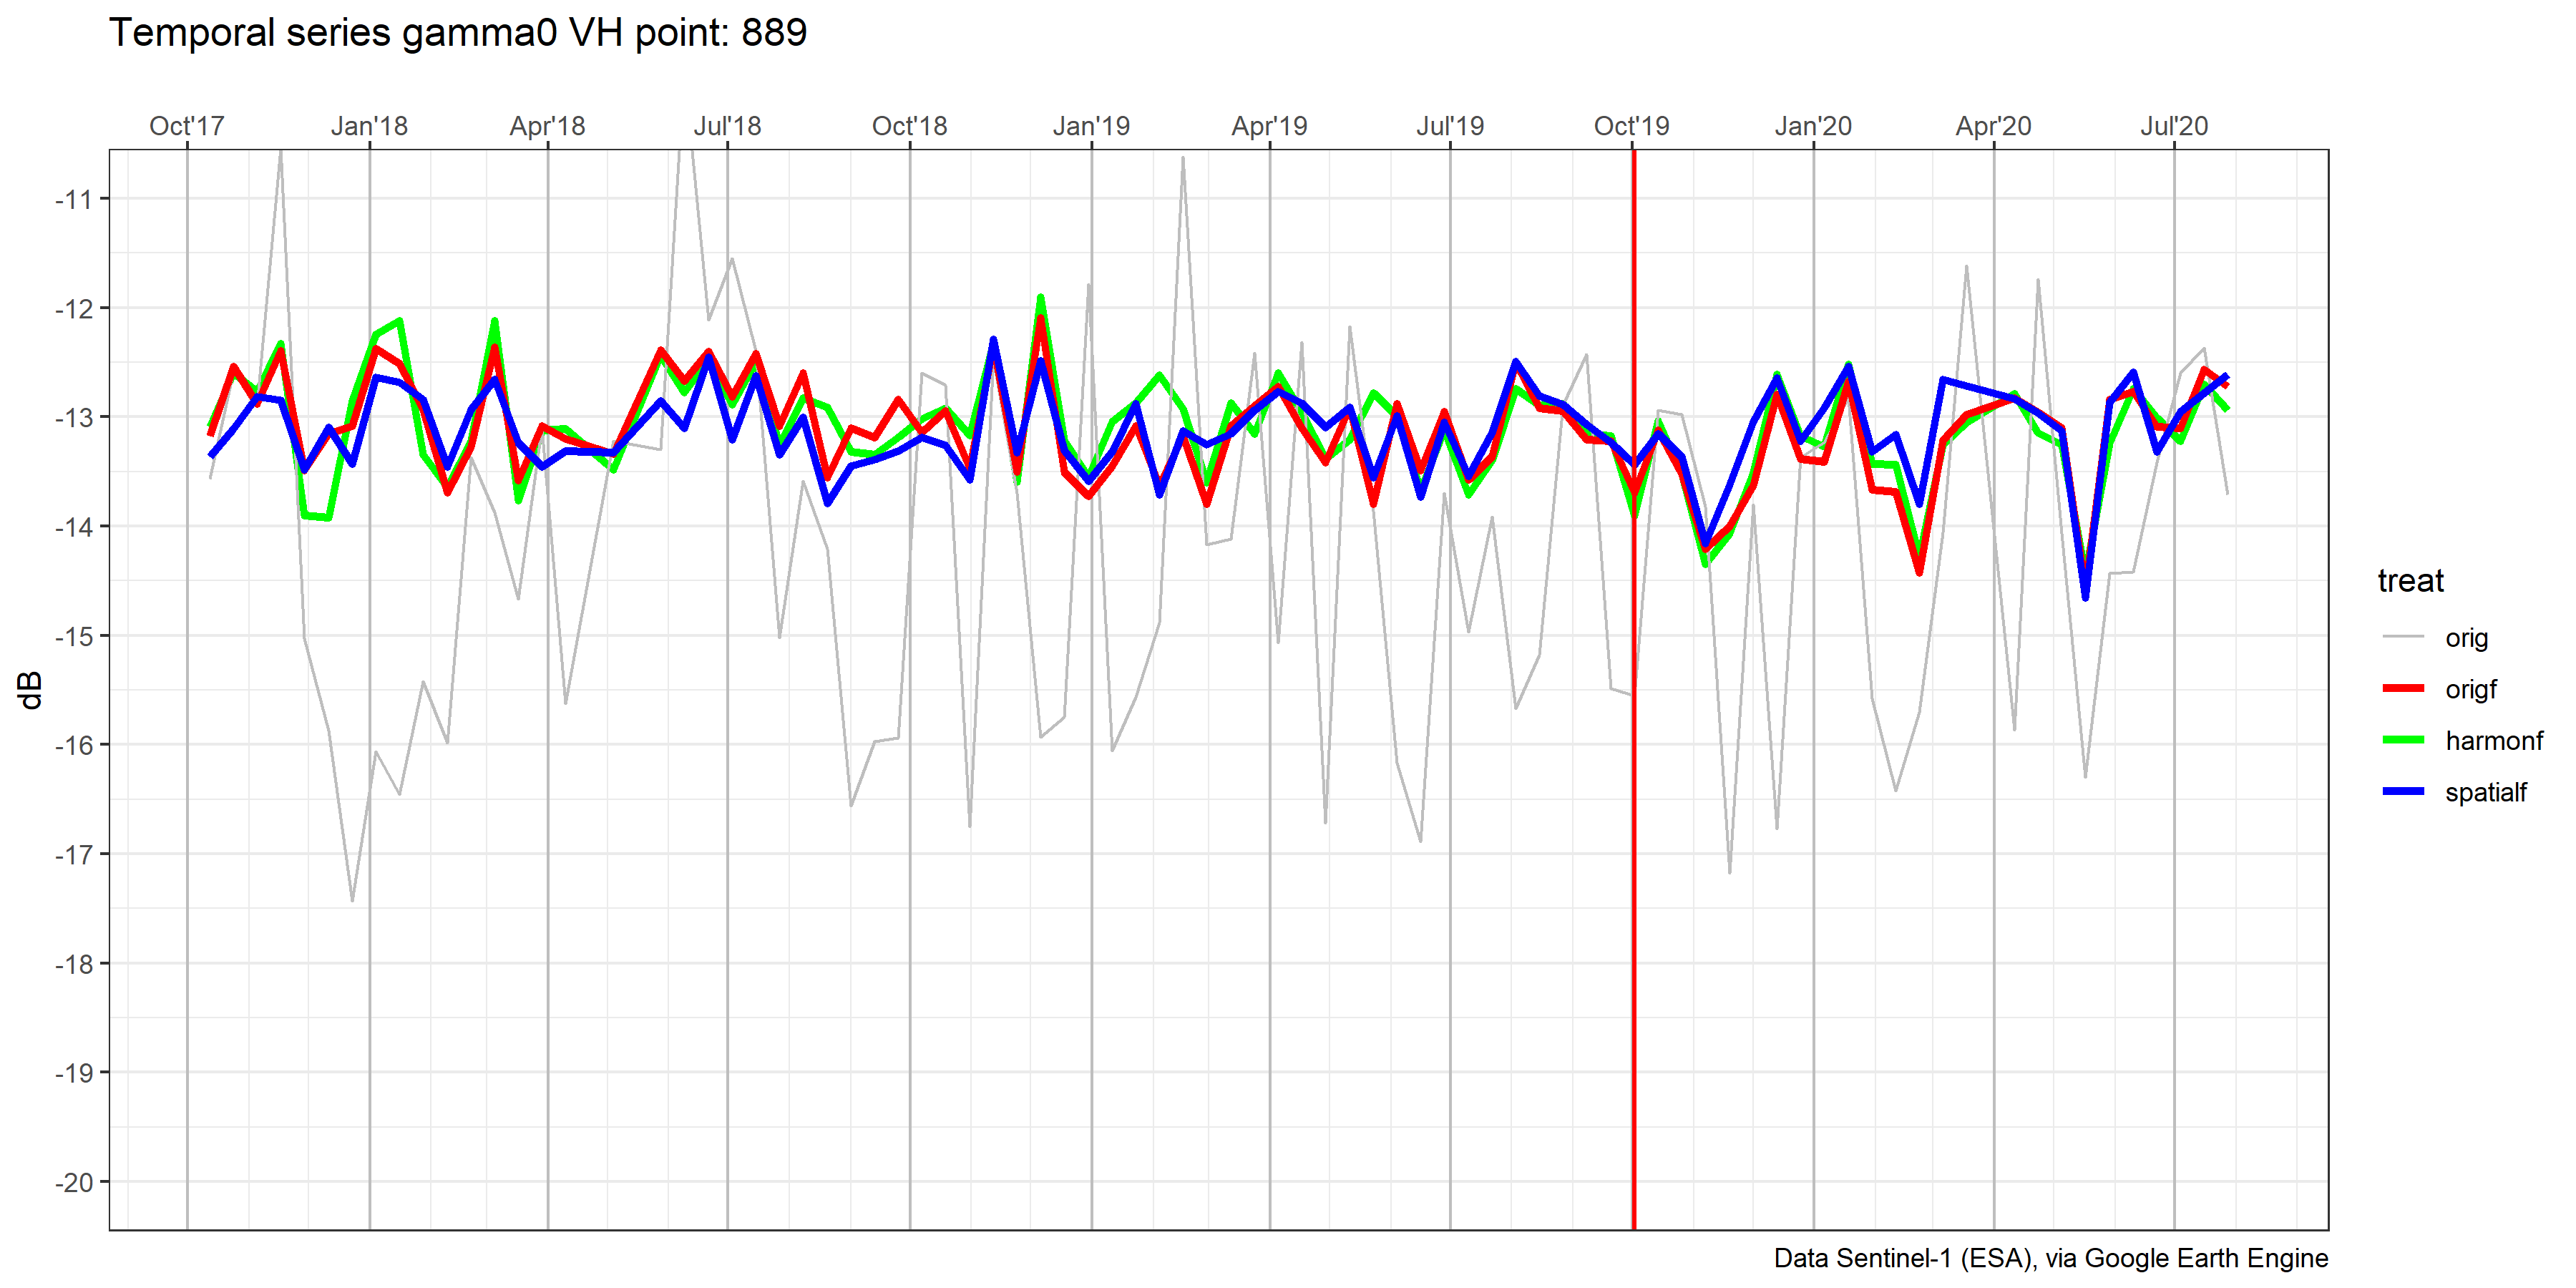 Temporal series gamma0 VH point: 889
Oct'17 Jan'18 Apr'18 Jul'18 Oct'18 Jan'19 Apr'19 Jul'19 Oct'19 Jan'20 Apr'20 Jul'20
-11
-12
-13
-14
-15
-16
-17
-18
-19
-20
dB
treat
orig
origf
harmonf
spatialf
Data Sentinel-1 (ESA), via Google Earth Engine